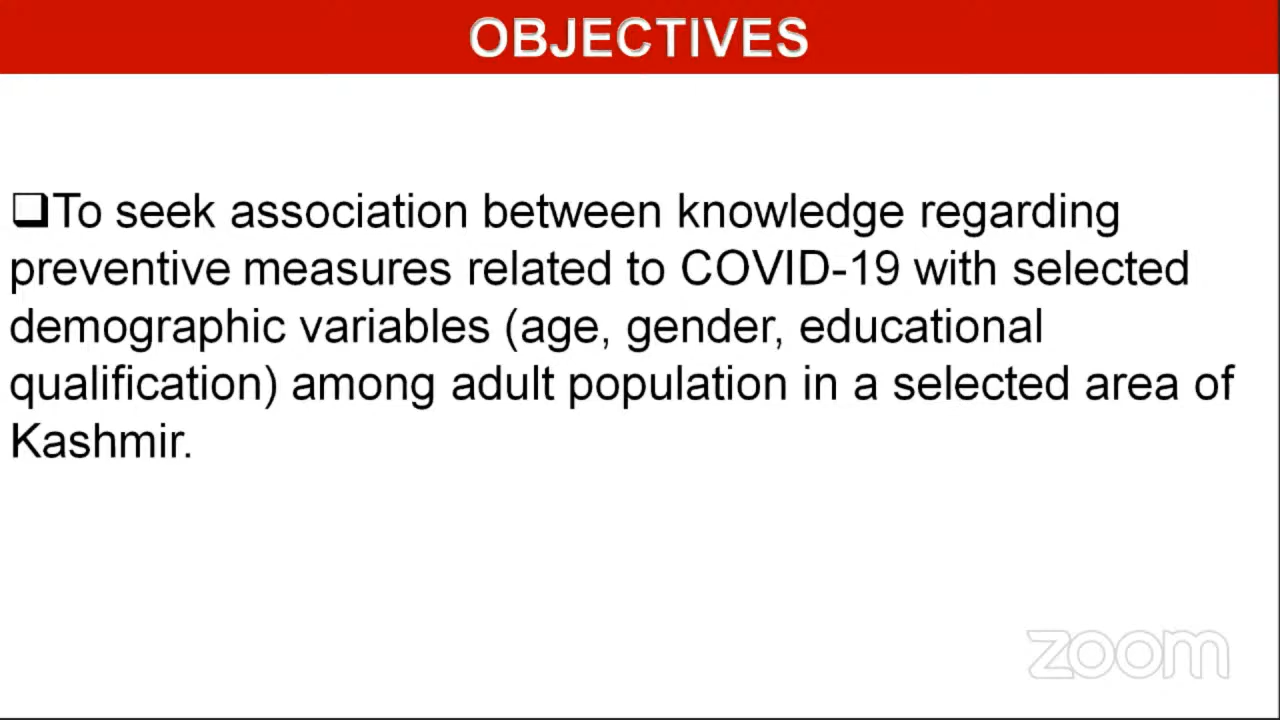 OBJECTIVES
❑To seek association between knowledge regarding
preventive measures related to COVID-19 with selected
demographic variables (age, gender, educational
qualification) among adult population in a selected area of
Kashmir.
zoom